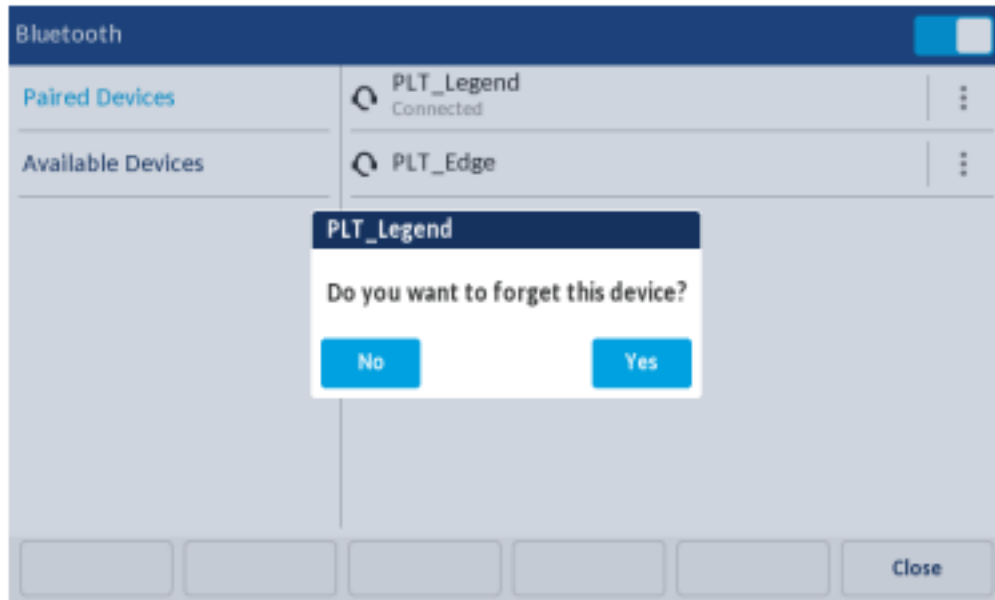 Bluetooth
Paired Devices
PLT_Legend
Connected
Available Devices
PLT_Edge
PLT_Legend
Do you want to forget this device?
No
Yes
Close